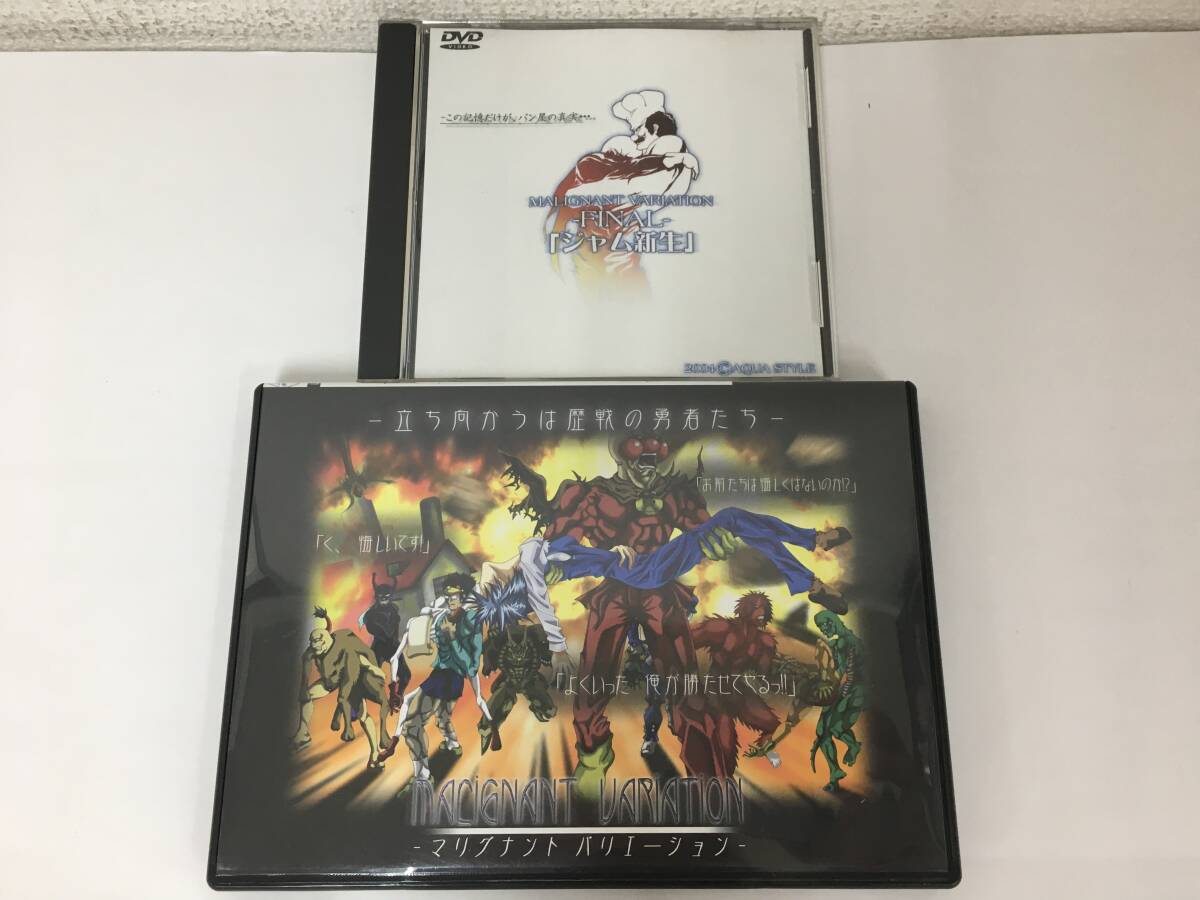 DVD
VIDEO
-この記憶だけが、パン屋の真実・・・・
MALIGNANT VARIATION
-FINAL-
「ジャム新生」
2004©AQUA STYLE
-立ち向かうは歴戦の勇者たち-
「お前たちは悔しくはないのか!?」
「く、 悔しいです!」
「よくいった 俺が勝たせてやるっ!!」
MALiGNANT VARiATiON
-マリグナント バリエーション-